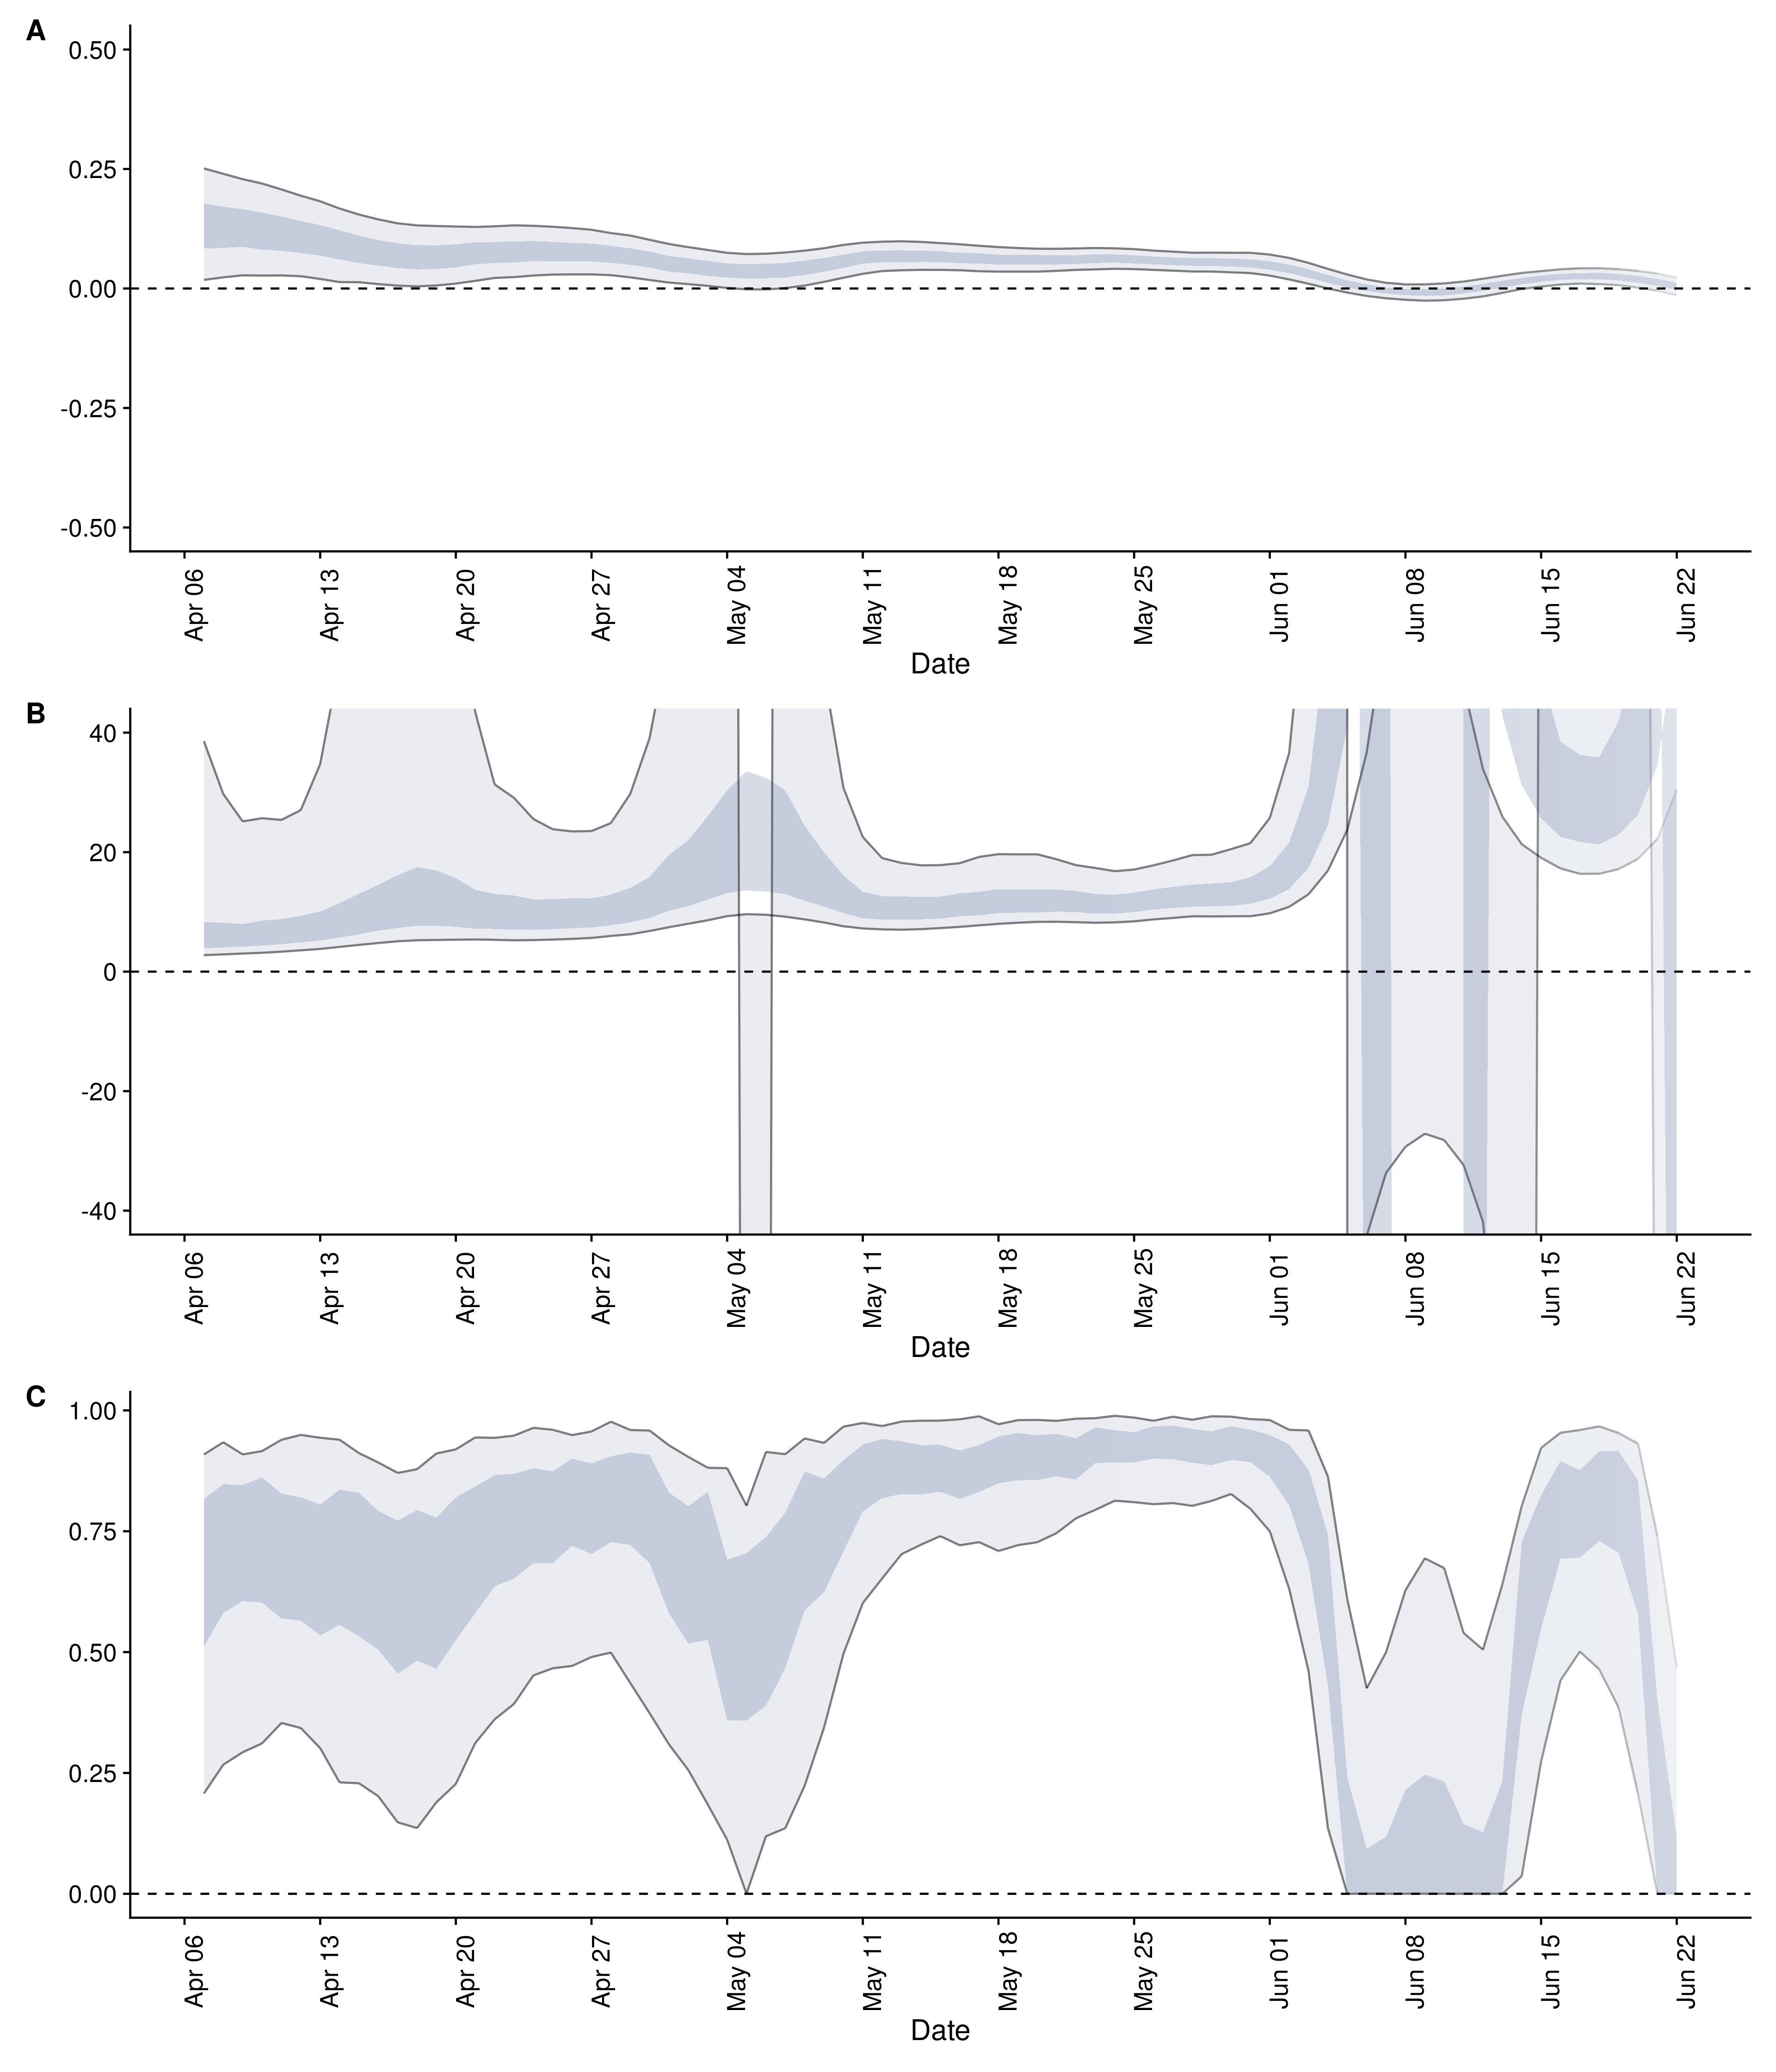 A
0.50
0.25
0.00
-0.25
-0.50
Apr 06
Apr 13
Apr 20
Apr 27
May 04
May 11
May 18
May 25
Jun 01
Jun 08
Jun 15
Jun 22
Date
B
40
20
0
-20
-40
Apr 06
Apr 13
Apr 20
Apr 27
May 04
May 11
May 18
May 25
Jun 01
Jun 08
Jun 15
Jun 22
Date
C
1.00
0.75
0.50
0.25
0.00
Apr 06
Apr 13
Apr 20
Apr 27
May 04
May 11
May 18
May 25
Jun 01
Jun 08
Jun 15
Jun 22
Date